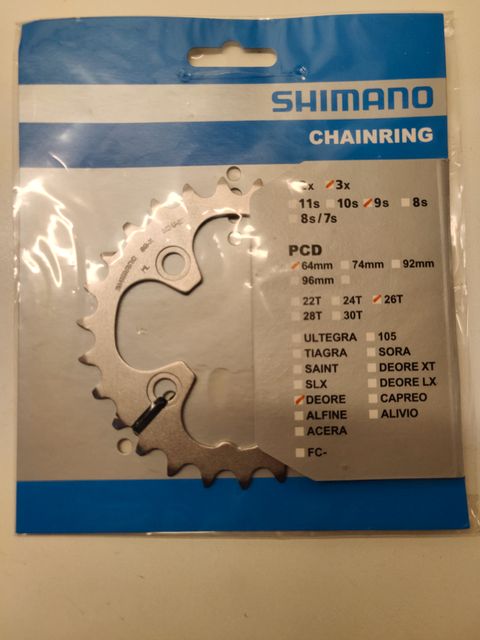 SHIMANO
CHAINRING
2x 3x
11s 10s 9s 8s
8s/7s
PCD
64mm 74mm 92mm
96mm
22T 24T 26T
28T 30T
ULTEGRA 105
TIAGRA SORA
SAINT DEORE XT
SLX DEORE LX
DEORE CAPREO
ALFINE ALIVIO
ACERA
FC-
SHIMANO